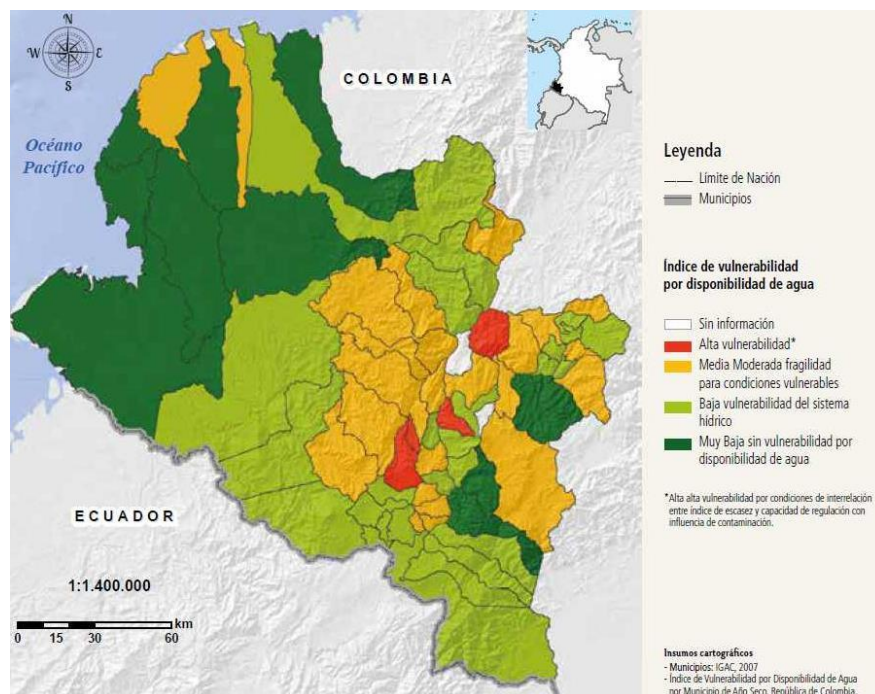 N
W
E
S
COLOMBIA
Océano
Pacífico
ECUADOR
1:1.400.000
km
0 15 30 60
Leyenda
Límite de Nación
Municipios
Índice de vulnerabilidad
por disponibilidad de agua
Sin información
Alta vulnerabilidad*
Media Moderada fragilidad
para condiciones vulnerables
Baja vulnerabilidad del sistema
hídrico
Muy Baja sin vulnerabilidad por
disponibilidad de agua
*Alta alta vulnerabilidad por condiciones de interrelación
entre índice de escasez y capacidad de regulación con
influencia de contaminación.
Insumos cartográficos
- Municipios: IGAC, 2007
- Índice de Vulnerabilidad por Disponibilidad de Agua
por Municipio de Año Seco. República de Colombia.